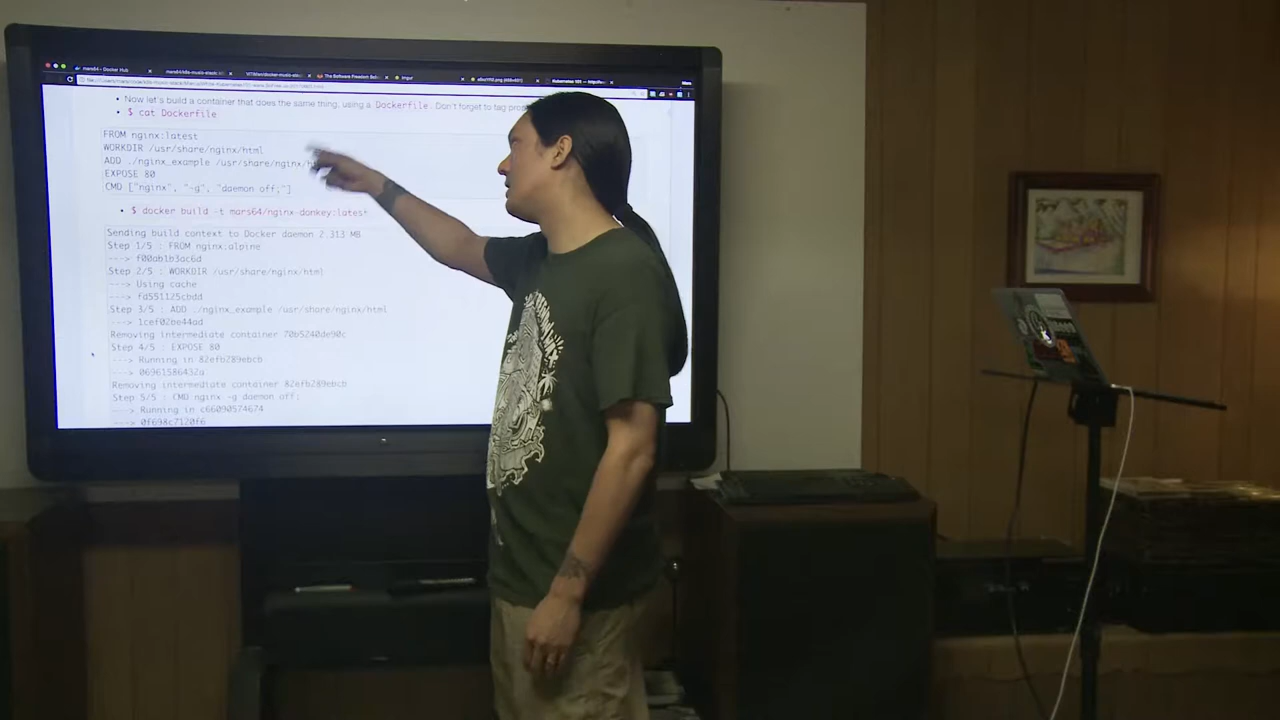 mars64 - Docker Hub
Now let's build a container that does the same thing, using a Dockerfile. Don't forget to tag
$ cat Dockerfile
FROM nginx:latest
WORKDIR /usr/share/nginx/html
ADD ./nginx_example /usr/share/nginx/
EXPOSE 80
CMD ["nginx", "-g", "daemon off;"]
$ docker build -t mars64/nginx-donkey:latest
Sending build context to Docker daemon 2.313 MB
Step 1/5 : FROM nginx:alpine
---> f00ab1b3ac6d
Step 2/5 : WORKDIR /usr/share/nginx/html
---> Using cache
---> fd551125cbdd
Step 3/5 : ADD ./nginx_example /usr/share/nginx/html
---> 1cef02be44ad
Removing intermediate container 70b5240de90c
Step 4/5 : EXPOSE 80
---> Running in 82efb289ebcb
---> 06961586432a
Removing intermediate container 82efb289ebcb
Step 5/5 : CMD nginx -g daemon off;
---> Running in c66090574674
---> 0f698c7120f6